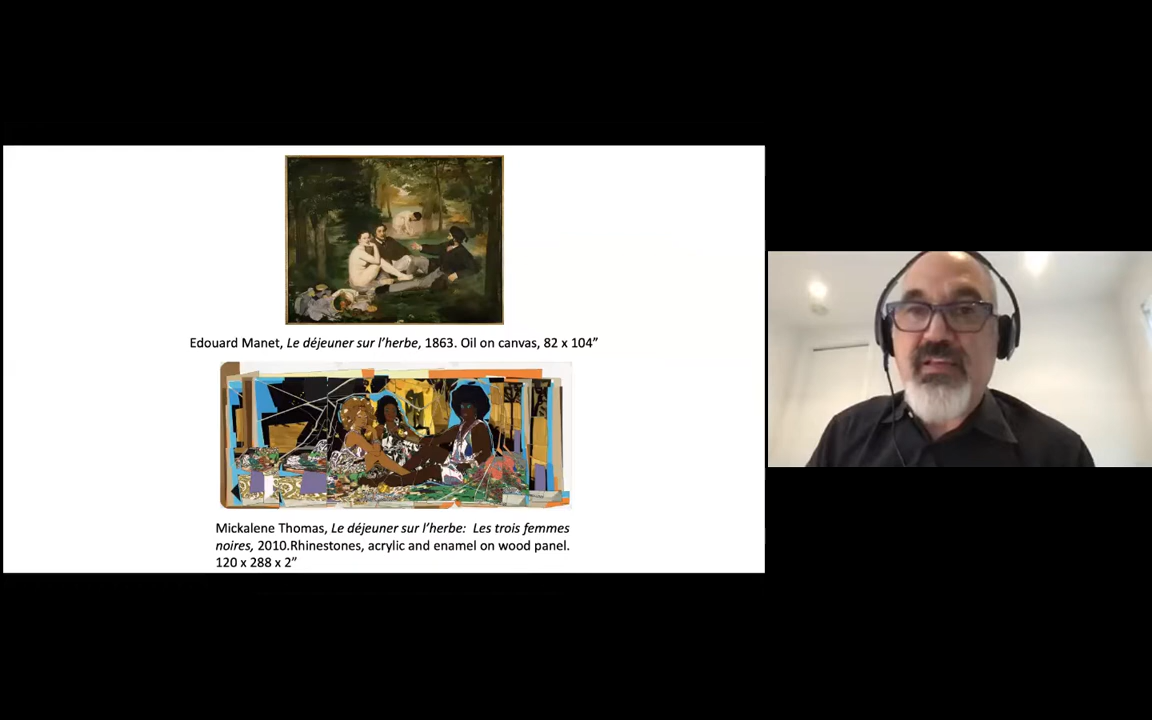 Edouard Manet, Le déjeuner sur l’herbe, 1863. Oil on canvas, 82 x 104”
Mickalene Thomas, Le déjeuner sur l’herbe:  Les trois femmes
noires, 2010.Rhinestones, acrylic and enamel on wood panel.
120 x 288 x 2”